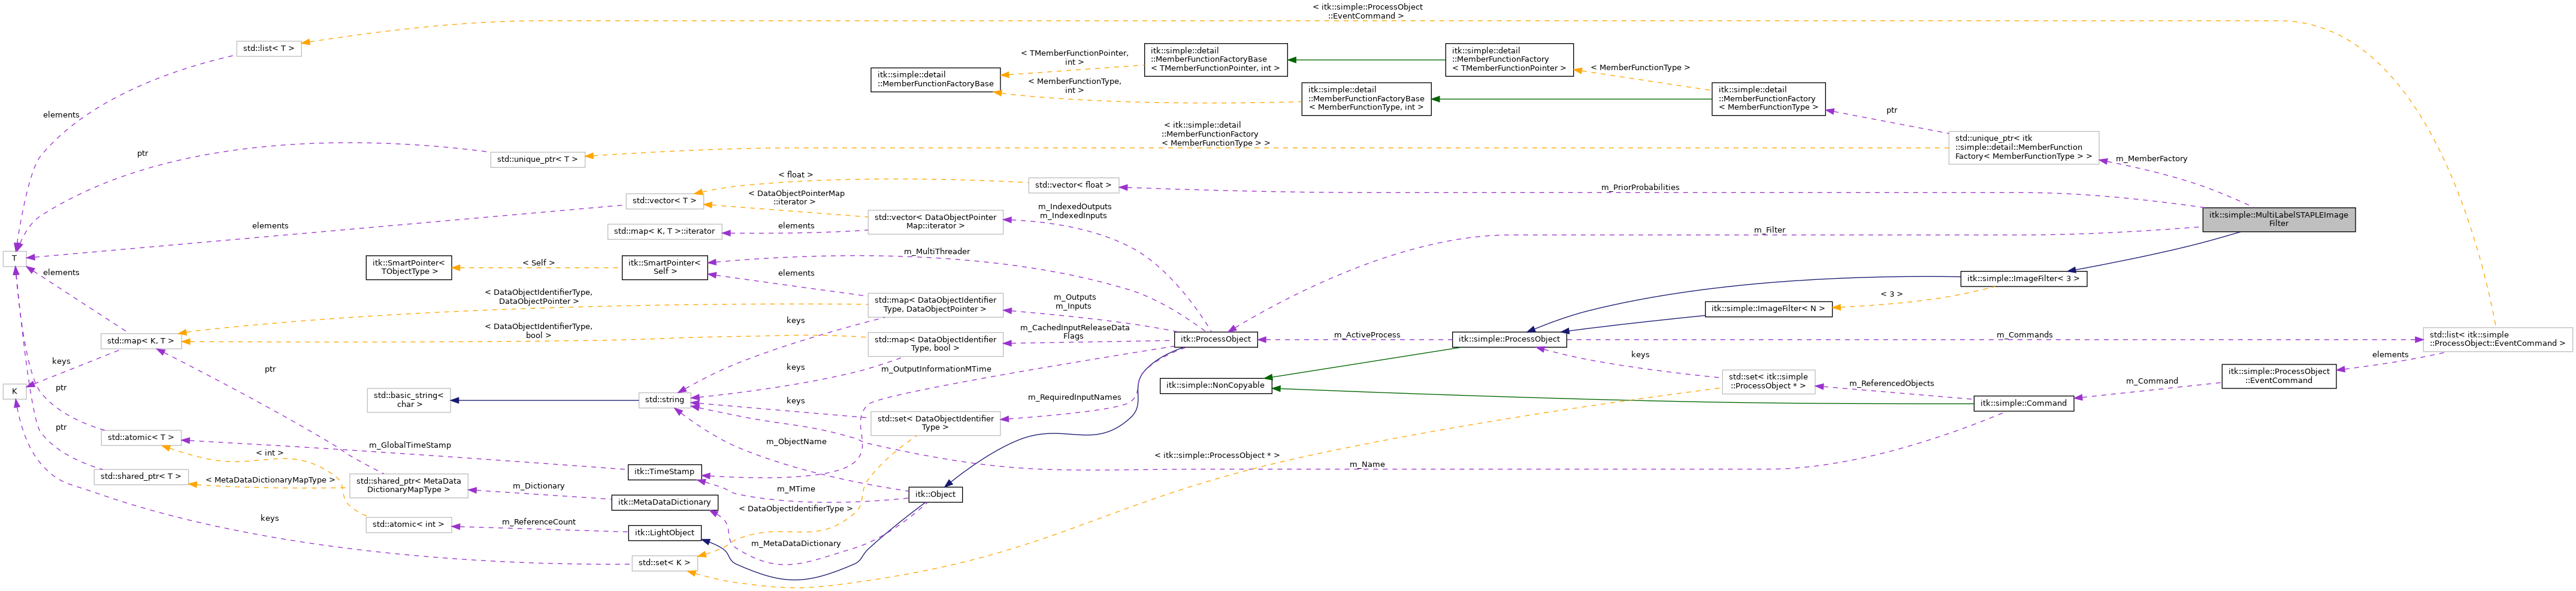 < itk::simple::ProcessObject
::EventCommand >
std::list< T >
elements
< TMemberFunctionPointer,
int >
itk::simple::detail
::MemberFunctionFactoryBase
< TMemberFunctionPointer, int >
itk::simple::detail
::MemberFunctionFactory
< TMemberFunctionPointer >
< MemberFunctionType >
itk::simple::detail
::MemberFunctionFactoryBase
< MemberFunctionType,
int >
itk::simple::detail
::MemberFunctionFactoryBase
< MemberFunctionType, int >
itk::simple::detail
::MemberFunctionFactory
< MemberFunctionType >
ptr
< itk::simple::detail
::MemberFunctionFactory
< MemberFunctionType > >
std::unique_ptr< itk
::simple::detail::MemberFunction
Factory< MemberFunctionType > >
m_MemberFactory
ptr
std::unique_ptr< T >
< float >
std::vector< float >
m_PriorProbabilities
std::vector< T >
< DataObjectPointerMap
::iterator >
std::vector< DataObjectPointer
Map::iterator >
m_IndexedOutputs
m_IndexedInputs
itk::simple::MultiLabelSTAPLEImage
Filter
elements
std::map< K, T >::iterator
elements
m_Filter
m_MultiThreader
T
elements
itk::SmartPointer<
TObjectType >
< Self >
itk::SmartPointer<
Self >
elements
itk::simple::ImageFilter< 3 >
< 3 >
< DataObjectIdentifierType,
DataObjectPointer >
std::map< DataObjectIdentifier
Type, DataObjectPointer >
m_Outputs
m_Inputs
itk::simple::ImageFilter< N >
keys
< DataObjectIdentifierType,
bool >
std::map< DataObjectIdentifier
Type, bool >
m_CachedInputReleaseData
Flags
std::map< K, T >
itk::ProcessObject
m_ActiveProcess
itk::simple::ProcessObject
m_Commands
std::list< itk::simple
::ProcessObject::EventCommand >
keys
keys
m_OutputInformationMTime
keys
elements
ptr
ptr
K
std::basic_string<
char >
std::string
keys
m_RequiredInputNames
itk::simple::NonCopyable
std::set< itk::simple
::ProcessObject * >
m_ReferencedObjects
itk::simple::Command
m_Command
itk::simple::ProcessObject
::EventCommand
std::set< DataObjectIdentifier
Type >
ptr
std::atomic< T >
m_GlobalTimeStamp
m_ObjectName
< int >
< itk::simple::ProcessObject * >
m_Name
std::shared_ptr< T >
< MetaDataDictionaryMapType >
std::shared_ptr< MetaData
DictionaryMapType >
m_Dictionary
itk::TimeStamp
m_MTime
itk::Object
itk::MetaDataDictionary
< DataObjectIdentifierType >
keys
std::atomic< int >
m_ReferenceCount
itk::LightObject
m_MetaDataDictionary
std::set< K >